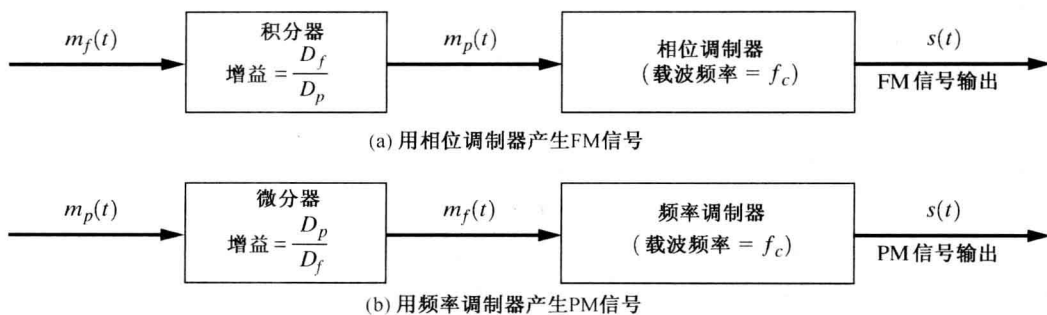 m_f(t)
积分器
增益 = D_f / D_p
m_p(t)
相位调制器
(载波频率 = f_c)
s(t)
FM信号输出
(a) 用相位调制器产生FM信号
m_p(t)
微分器
增益 = D_p / D_f
m_f(t)
频率调制器
(载波频率 = f_c)
s(t)
PM信号输出
(b) 用频率调制器产生PM信号